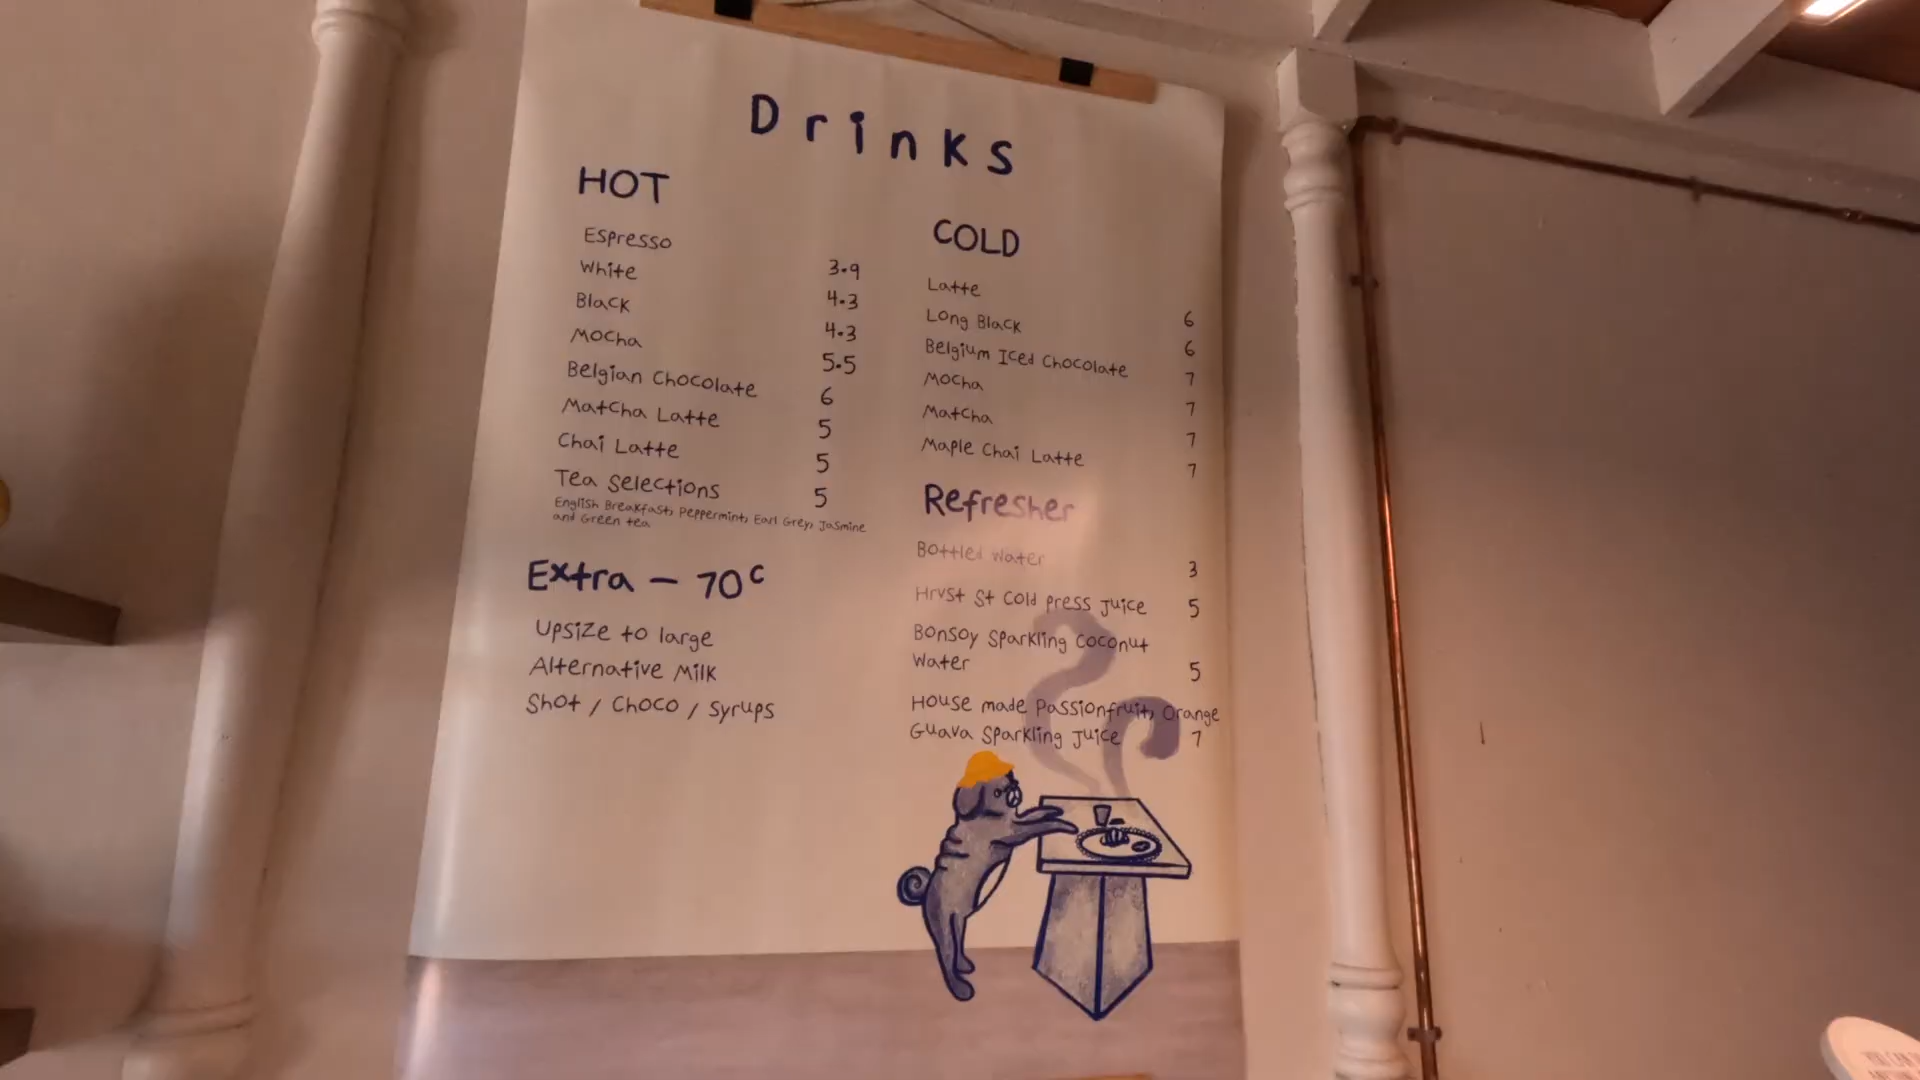 Drinks
HOT
Espresso 3.9
White 4.3
Black 4.3
Mocha 5.5
Belgian Chocolate 6
Matcha Latte 5
Chai Latte 5
Tea Selections 5
English Breakfast, Peppermint, Earl Grey, Jasmine
and Green tea
Extra - 70c
Upsize to large
Alternative Milk
Shot / Choco / Syrups
COLD
Latte 6
Long Black 6
Belgium Iced Chocolate 7
Mocha 7
Matcha 7
Maple Chai Latte 7
Refresher
Bottled Water 3
Hrvst St Cold press Juice 5
Bonsoy Sparkling Coconut
Water 5
House made Passionfruit, Orange
Guava Sparkling Juice 7
YOU CAN